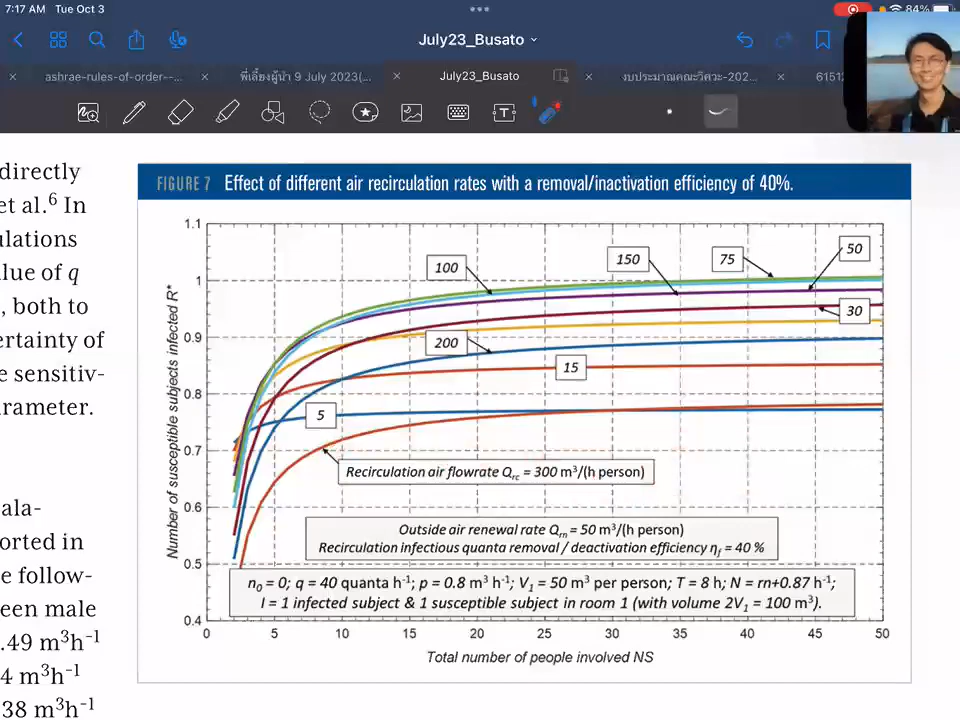 7:17 AM Tue Oct 3
84%
July23_Busato
ashrae-rules-of-order--...
พี่เลี้ยงผู้นำ 9 July 2023(...
July23_Busato
งบประมาณคณะวิศวะ-202...
61512
directly
et al.6 In
ulations
lue of q
, both to
ertainty of
e sensitiv-
rameter.
ala-
orted in
e follow-
een male
.49 m³h⁻¹
4 m³h⁻¹
38 m³h⁻¹
FIGURE 7 Effect of different air recirculation rates with a removal/inactivation efficiency of 40%.
Number of susceptible subjects infected R*
1.1
1
0.9
0.8
0.7
0.6
0.5
0.4
100
150
75
50
30
200
15
5
Recirculation air flowrate Qrc = 300 m³/(h person)
Outside air renewal rate Qrn = 50 m³/(h person)
Recirculation infectious quanta removal / deactivation efficiency ηf = 40 %
n₀ = 0; q = 40 quanta h⁻¹; p = 0.8 m³ h⁻¹; V₁ = 50 m³ per person; T = 8 h; N = rn+0.87 h⁻¹;
I = 1 infected subject & 1 susceptible subject in room 1 (with volume 2V₁ = 100 m³).
0 5 10 15 20 25 30 35 40 45 50
Total number of people involved NS